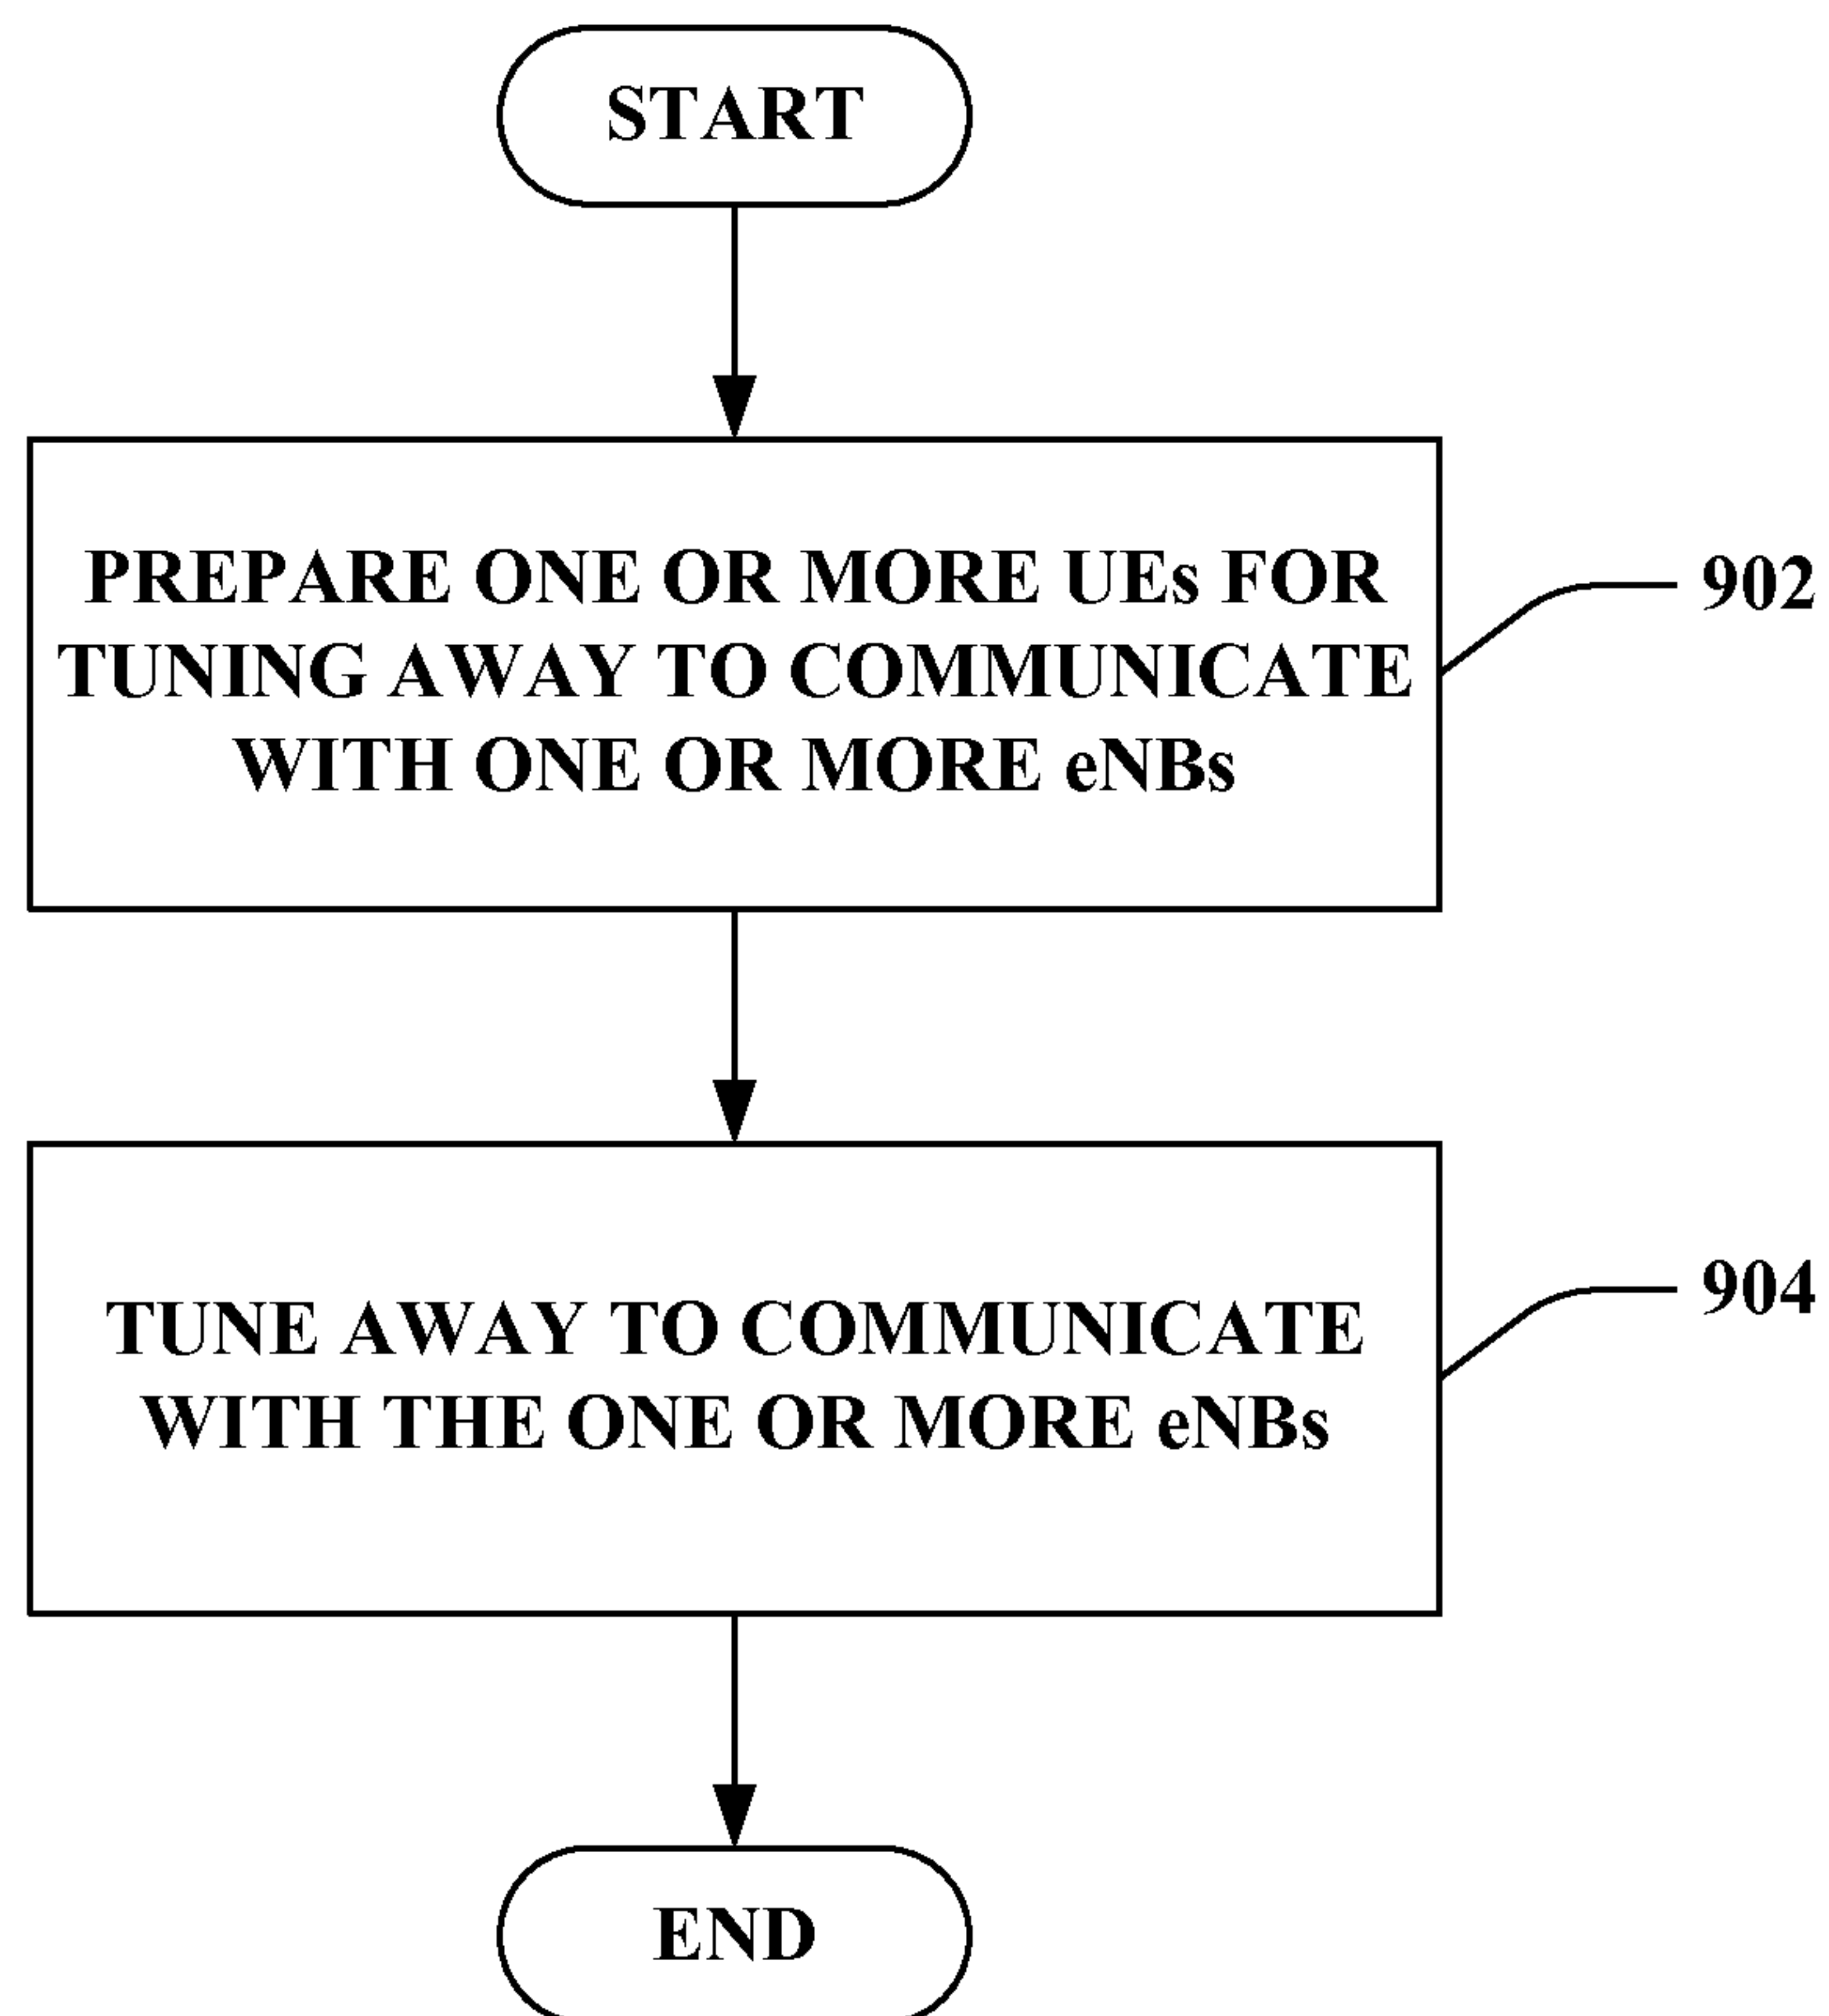 START
PREPARE ONE OR MORE UEs FOR
TUNING AWAY TO COMMUNICATE
WITH ONE OR MORE eNBs
902
TUNE AWAY TO COMMUNICATE
WITH THE ONE OR MORE eNBs
904
END